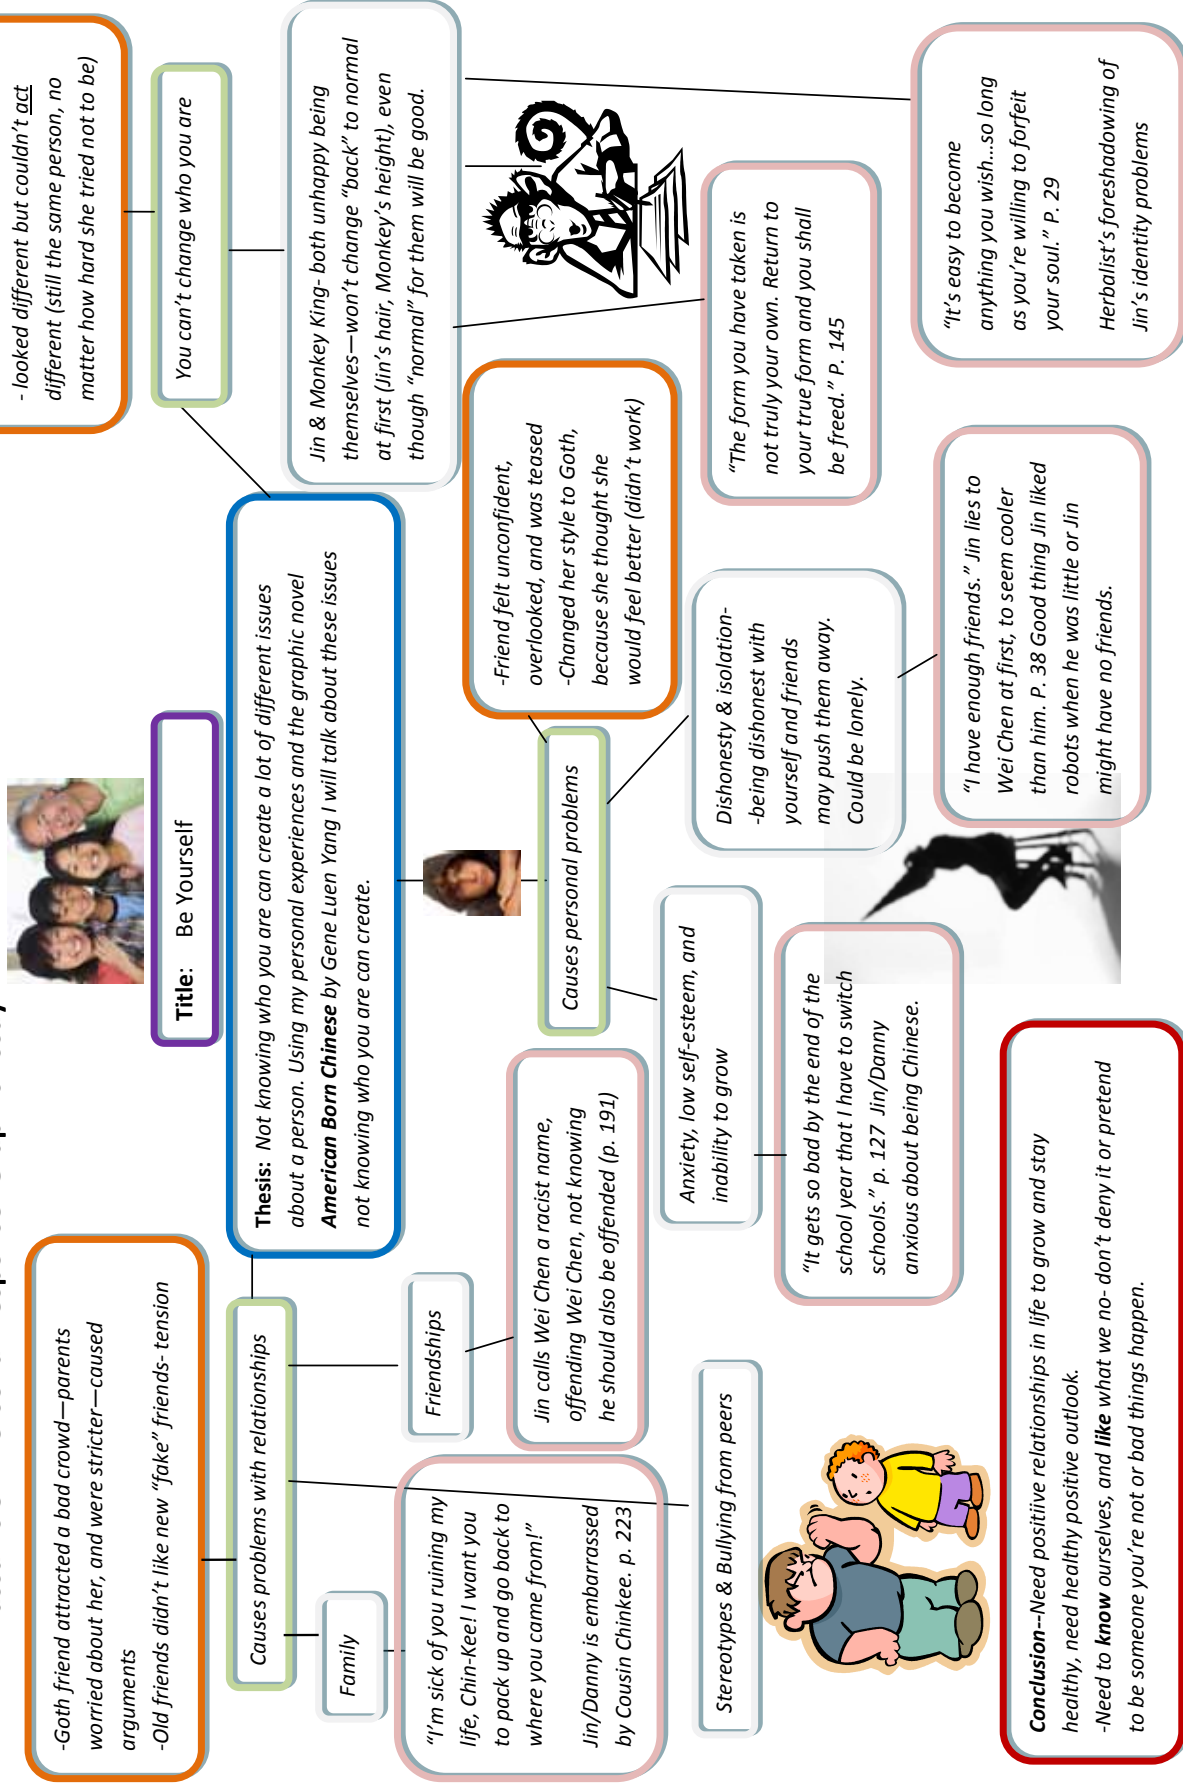 Title: Be Yourself
Thesis: Not knowing who you are can create a lot of different issues
about a person. Using my personal experiences and the graphic novel
American Born Chinese by Gene Luen Yang I will talk about these issues
not knowing who you are can create.
-Goth friend attracted a bad crowd—parents
worried about her, and were stricter—caused
arguments
-Old friends didn't like new "fake" friends- tension
Causes problems with relationships
Family
"I'm sick of you ruining my
life, Chin-Kee! I want you
to pack up and go back to
where you came from!"
Jin/Danny is embarrassed
by Cousin Chinkee. p. 223
Friendships
Jin calls Wei Chen a racist name,
offending Wei Chen, not knowing
he should also be offended (p. 191)
Stereotypes & Bullying from peers
Causes personal problems
-Friend felt unconfident,
overlooked, and was teased
-Changed her style to Goth,
because she thought she
would feel better (didn't work)
Anxiety, low self-esteem, and
inability to grow
"It gets so bad by the end of the
school year that I have to switch
schools." p. 127 Jin/Danny
anxious about being Chinese.
Dishonesty & isolation-
-being dishonest with
yourself and friends
may push them away.
Could be lonely.
"I have enough friends." Jin lies to
Wei Chen at first, to seem cooler
than him. P. 38 Good thing Jin liked
robots when he was little or Jin
might have no friends.
- looked different but couldn't act
different (still the same person, no
matter how hard she tried not to be)
You can't change who you are
Jin & Monkey King- both unhappy being
themselves—won't change "back" to normal
at first (Jin's hair, Monkey's height), even
though "normal" for them will be good.
"The form you have taken is
not truly your own. Return to
your true form and you shall
be freed." P. 145
"It's easy to become
anything you wish...so long
as you're willing to forfeit
your soul." P. 29
Herbalist's foreshadowing of
Jin's identity problems
Conclusion--Need positiive relationships in life to grow and stay
healthy, need healthy positive outlook.
-Need to know ourselves, and like what we no- don't deny it or pretend
to be someone you're not or bad things happen.